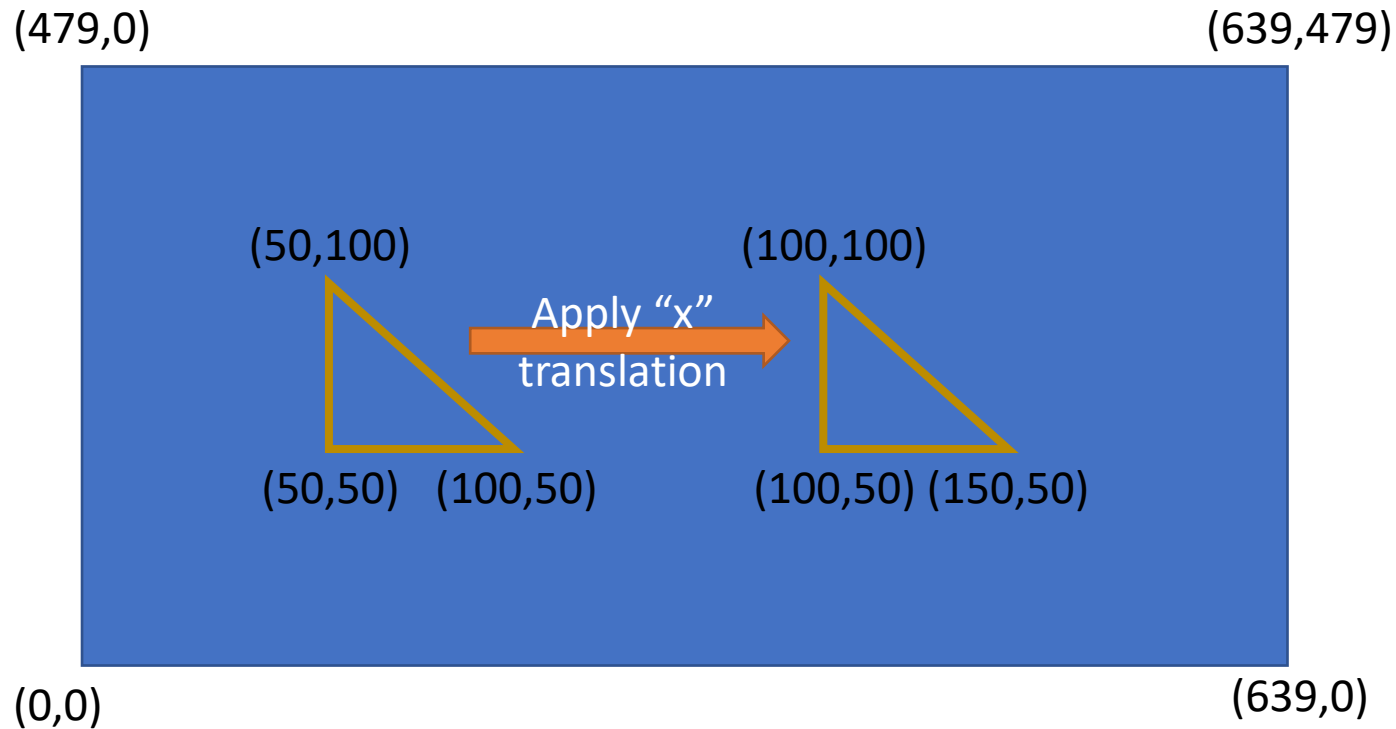 (479,0) (639,479)
(50,100) (100,100)
Apply “x”
translation
(50,50) (100,50) (100,50) (150,50)
(0,0) (639,0)